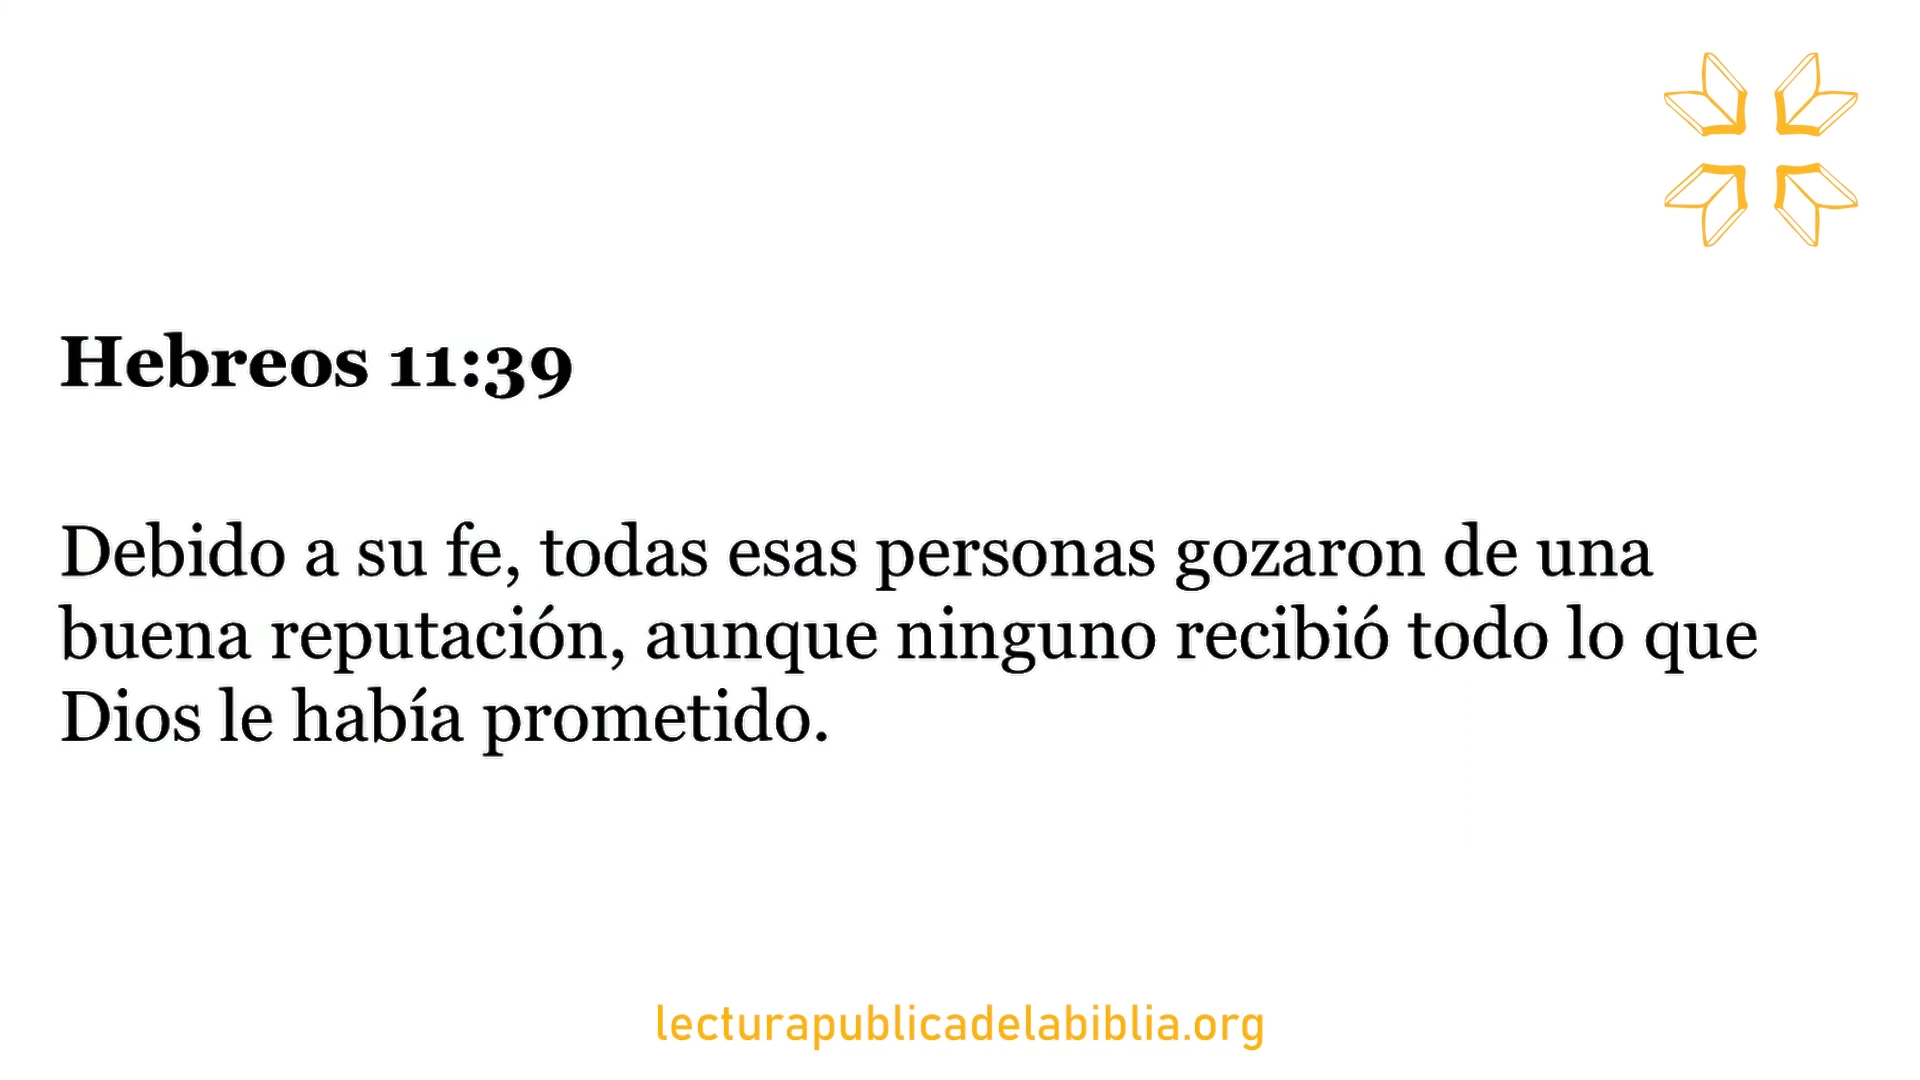 Hebreos 11:39
Debido a su fe, todas esas personas gozaron de una
buena reputación, aunque ninguno recibió todo lo que
Dios le había prometido.
lecturapublicadelabiblia.org